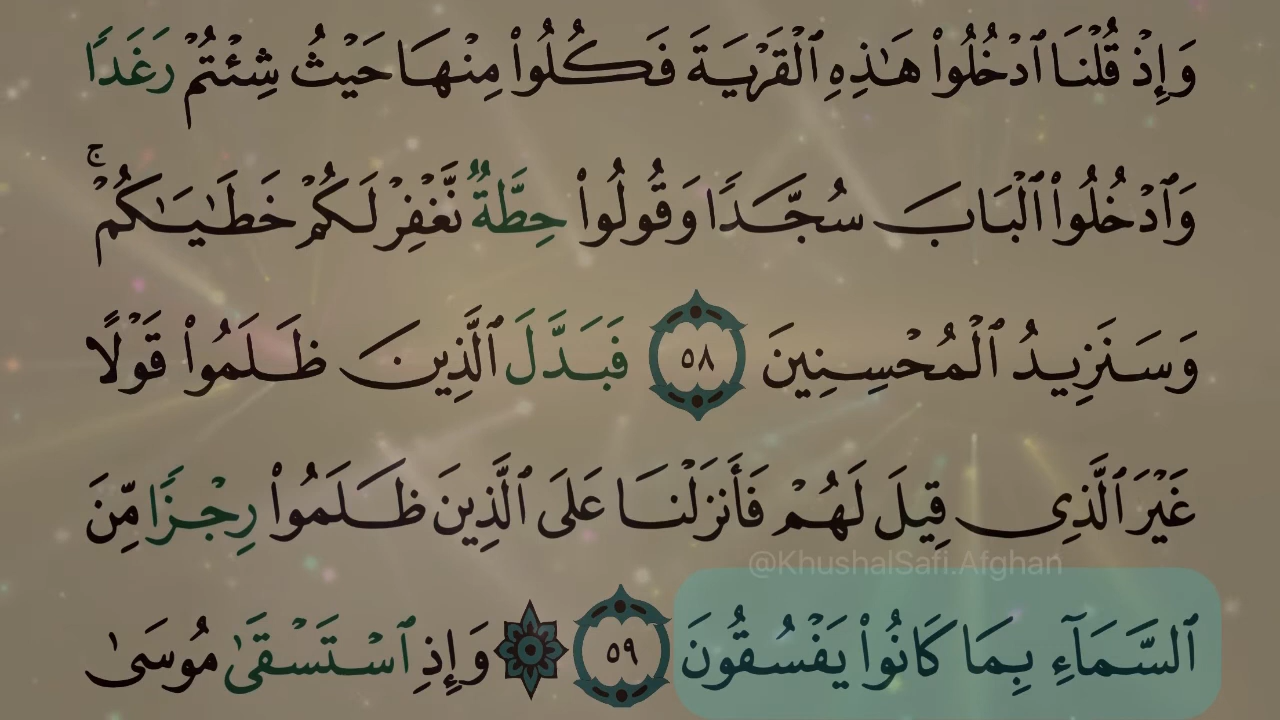 وَإِذْ قُلْنَا ٱدْخُلُوا۟ هَـٰذِهِ ٱلْقَرْيَةَ فَكُلُوا۟ مِنْهَا حَيْثُ شِئْتُمْ رَغَدًا
وَٱدْخُلُوا۟ ٱلْبَابَ سُجَّدًا وَقُولُوا۟ حِطَّةٌ نَّغْفِرْ لَكُمْ خَطَـٰيَـٰكُمْ ۚ
وَسَنَزِيدُ ٱلْمُحْسِنِينَ ٥٨ فَبَدَّلَ ٱلَّذِينَ ظَلَمُوا۟ قَوْلًا
غَيْرَ ٱلَّذِى قِيلَ لَهُمْ فَأَنزَلْنَا عَلَى ٱلَّذِينَ ظَلَمُوا۟ رِجْزًا مِّنَ
@KhushalSafi.Afghan
ٱلسَّمَآءِ بِمَا كَانُوا۟ يَفْسُقُونَ ٥٩ ۞ وَإِذِ ٱسْتَسْقَىٰ مُوسَىٰ